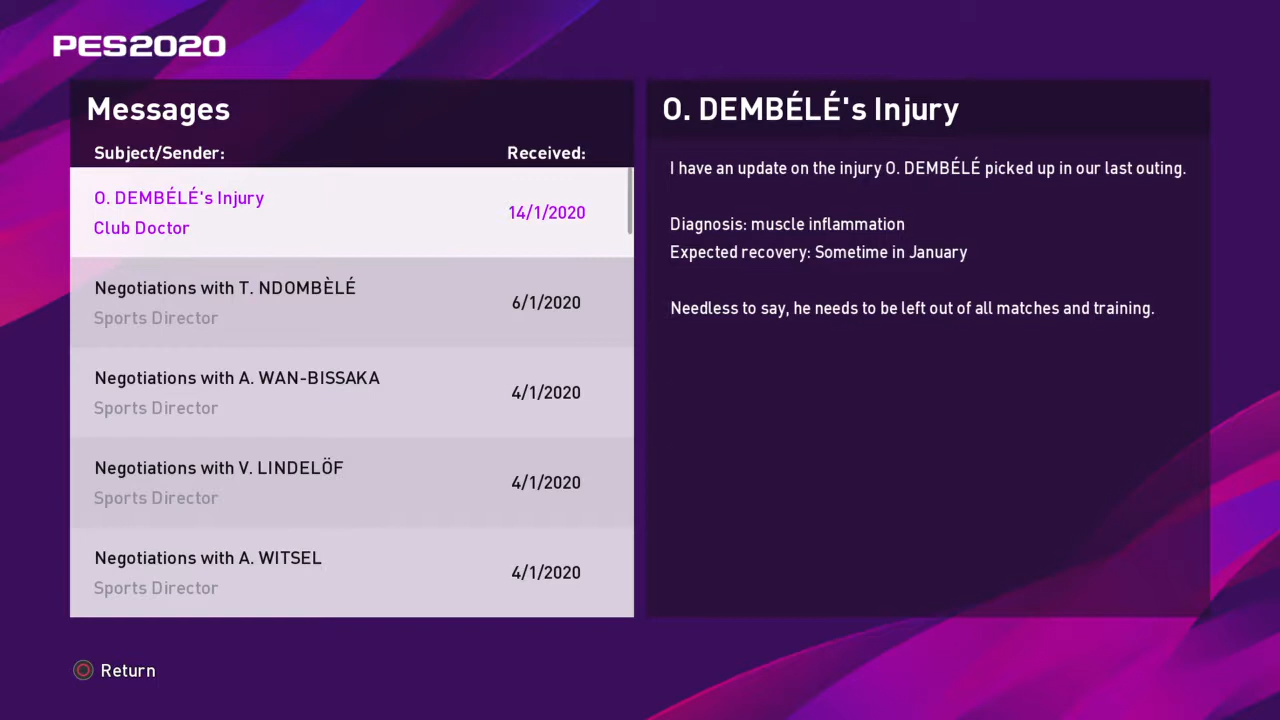 PES2020
Messages
Subject/Sender: Received:
O. DEMBÉLÉ's Injury
Club Doctor
14/1/2020
Negotiations with T. NDOMBÈLÉ
Sports Director
6/1/2020
Negotiations with A. WAN-BISSAKA
Sports Director
4/1/2020
Negotiations with V. LINDELÖF
Sports Director
4/1/2020
Negotiations with A. WITSEL
Sports Director
4/1/2020
O. DEMBÉLÉ's Injury
I have an update on the injury O. DEMBÉLÉ picked up in our last outing.
Diagnosis: muscle inflammation
Expected recovery: Sometime in January
Needless to say, he needs to be left out of all matches and training.
Return